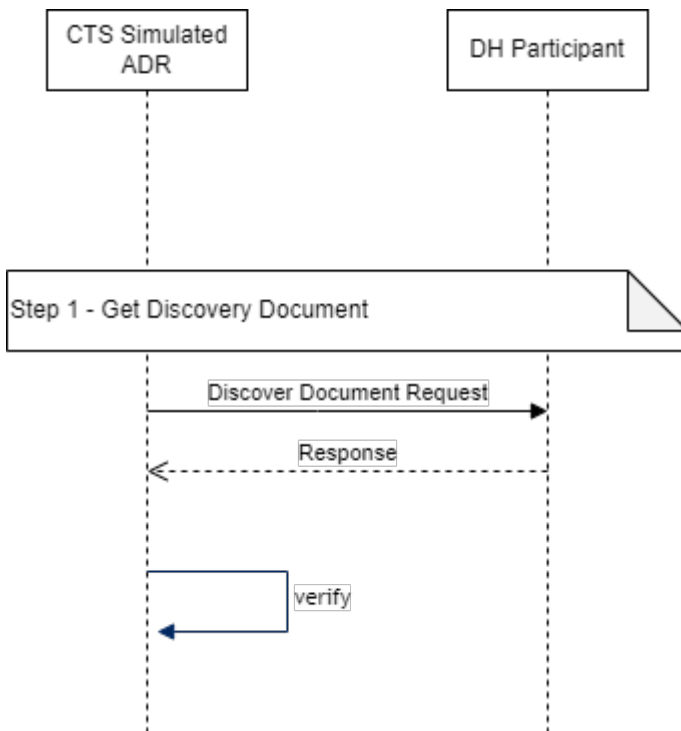 CTS Simulated
ADR
DH Participant
Step 1 - Get Discovery Document
Discover Document Request
Response
verify